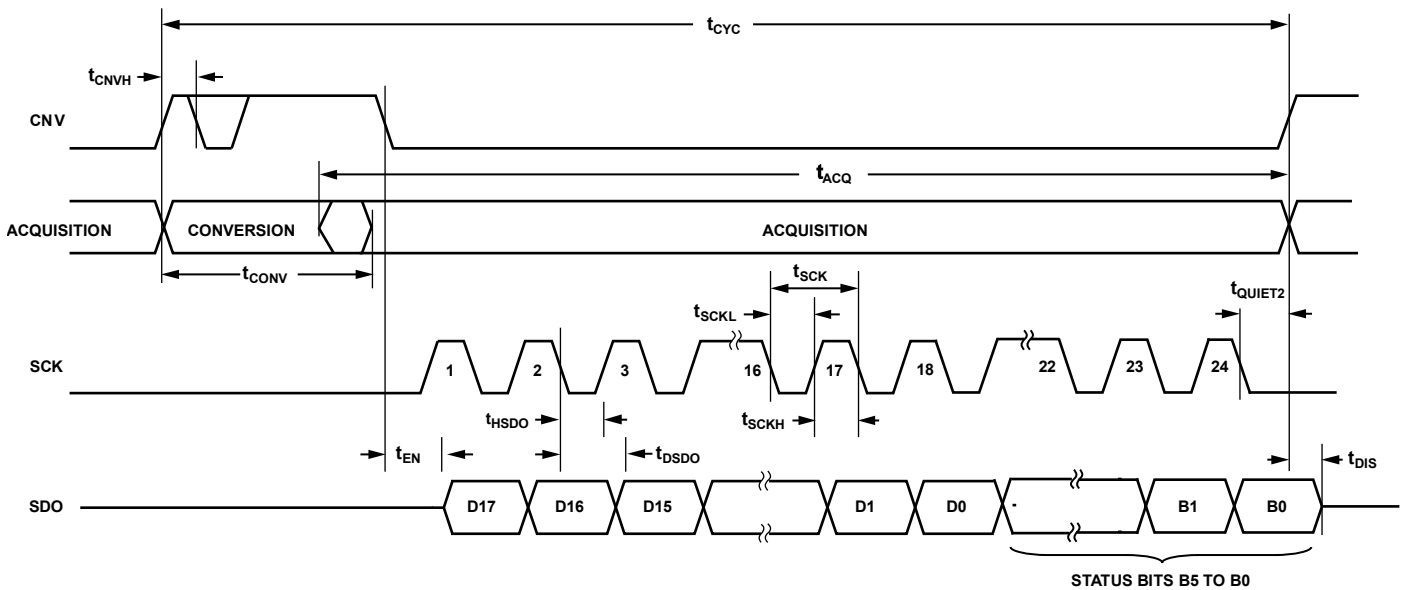 tCYC
tCNVH
CNV
tACQ
ACQUISITION CONVERSION ACQUISITION
tCONV
tSCK
tQUIET2
tSCKL
SCK 1 2 3 16 17 18 22 23 24
tHSDO
tSCKH
tEN
tDSDO
tDIS
SDO D17 D16 D15 D1 D0 - B1 B0
STATUS BITS B5 TO B0